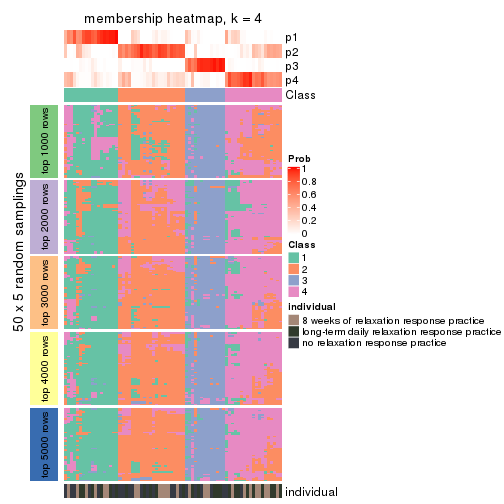 membership heatmap, k = 4
p1
p2
p3
p4
Class
50 x 5 random samplings
top 1000 rows
top 2000 rows
top 3000 rows
top 4000 rows
top 5000 rows
individual
Prob
1
0.8
0.6
0.4
0.2
0
Class
1
2
3
4
individual
8 weeks of relaxation response practice
long-term daily relaxation response practice
no relaxation response practice